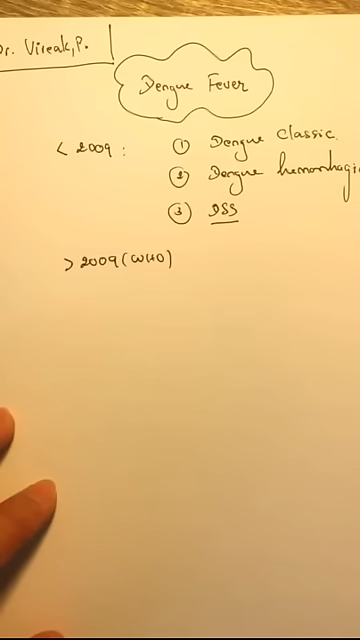 Dr. Vireak, P.
Dengue Fever
< 2009 : ① Dengue classic.
② Dengue hemorrhagic
③ DSS
> 2009 (WHO)